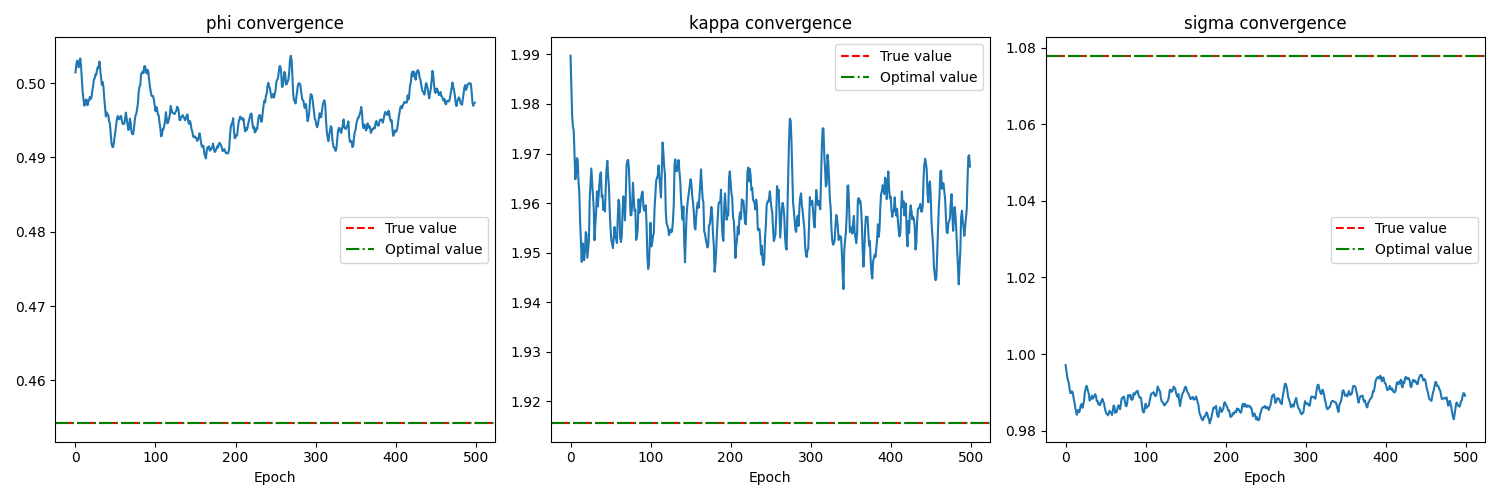 phi convergence
0.50
0.49
0.48
0.47
0.46
True value
Optimal value
0 100 200 300 400 500
Epoch
kappa convergence
1.99
1.98
1.97
1.96
1.95
1.94
1.93
1.92
True value
Optimal value
0 100 200 300 400 500
Epoch
sigma convergence
1.08
1.06
1.04
1.02
1.00
0.98
True value
Optimal value
0 100 200 300 400 500
Epoch